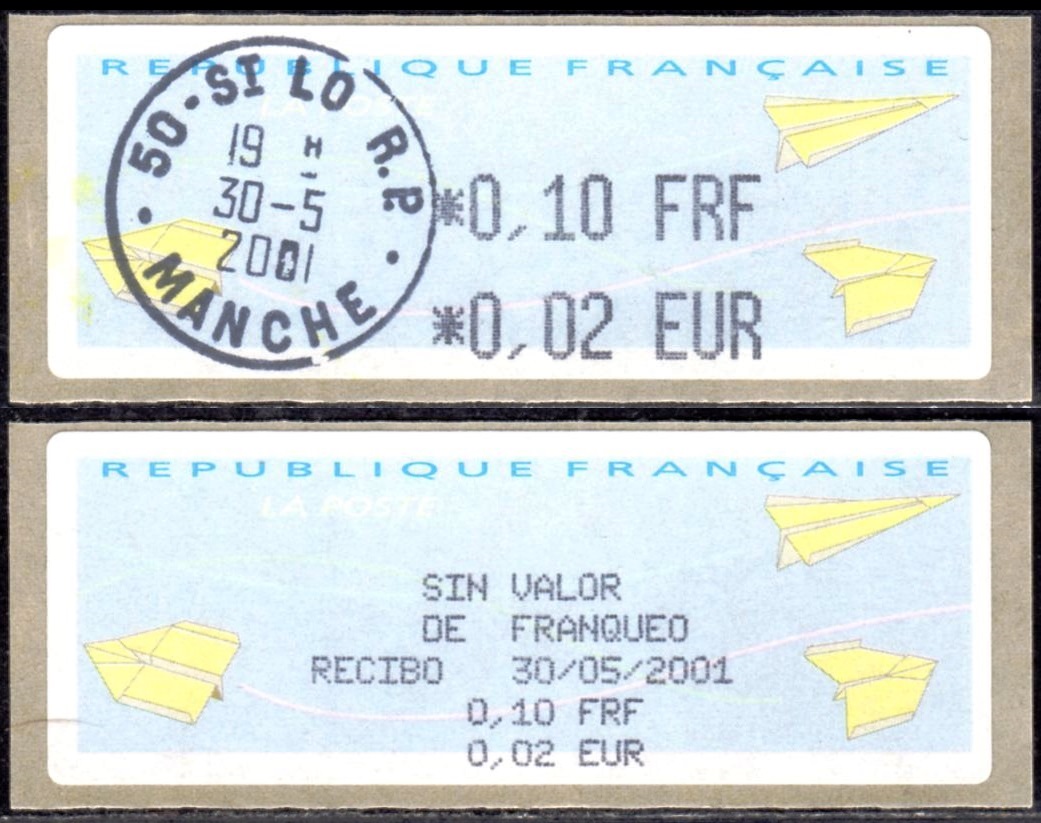 REPUBLIQUE FRANÇAISE
LA POSTE
50-ST LO R.P.
19 H
30-5
2001
MANCHE
*0,10 FRF
*0,02 EUR
REPUBLIQUE FRANÇAISE
LA POSTE
SIN VALOR
DE FRANQUEO
RECIBO 30/05/2001
0,10 FRF
0,02 EUR